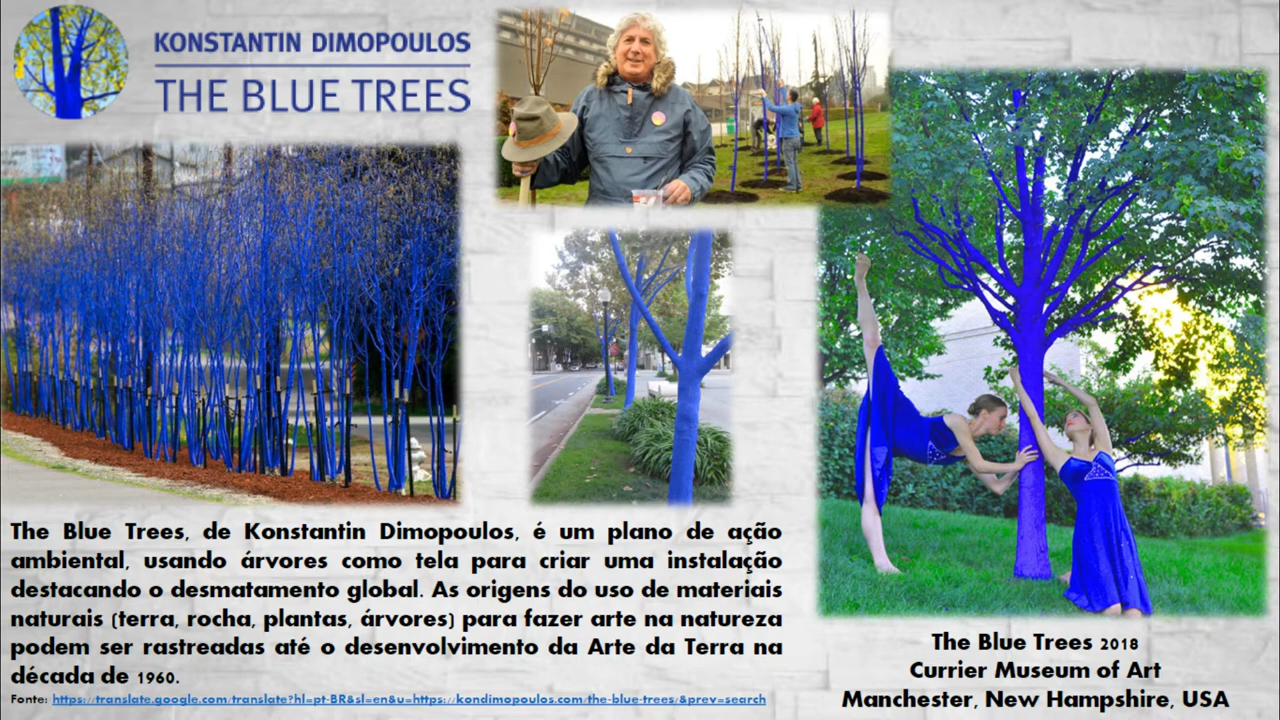 KONSTANTIN DIMOPOULOS
THE BLUE TREES
The Blue Trees, de Konstantin Dimopoulos, é um plano de ação
ambiental, usando árvores como tela para criar uma instalação
destacando o desmatamento global. As origens do uso de materiais
naturais (terra, rocha, plantas, árvores) para fazer arte na natureza
podem ser rastreadas até o desenvolvimento da Arte da Terra na
década de 1960.
Fonte: https://translate.google.com/translate?hl=pt-BR&sl=en&u=https://kondimopoulos.com/the-blue-trees/&prev=search
The Blue Trees 2018
Currier Museum of Art
Manchester, New Hampshire, USA